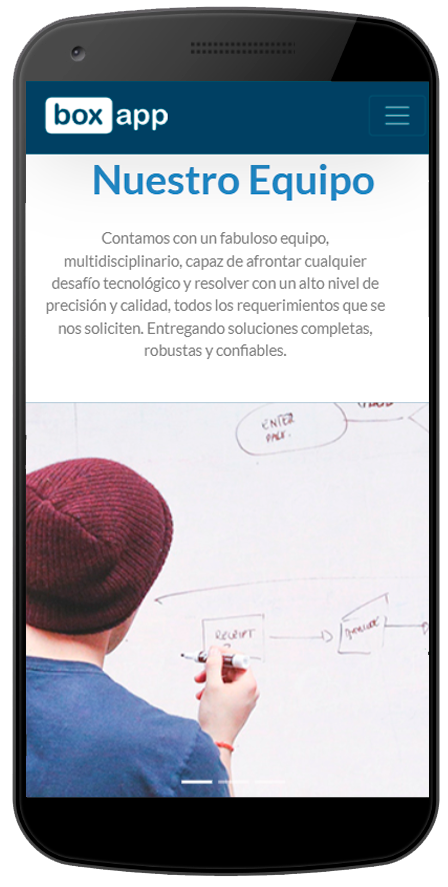 box app
Nuestro Equipo
Contamos con un fabuloso equipo,
multidisciplinario, capaz de afrontar cualquier
desafío tecnológico y resolver con un alto nivel de
precisión y calidad, todos los requerimientos que se
nos soliciten. Entregando soluciones completas,
robustas y confiables.
ENTER
PAGE.
RECEIPT